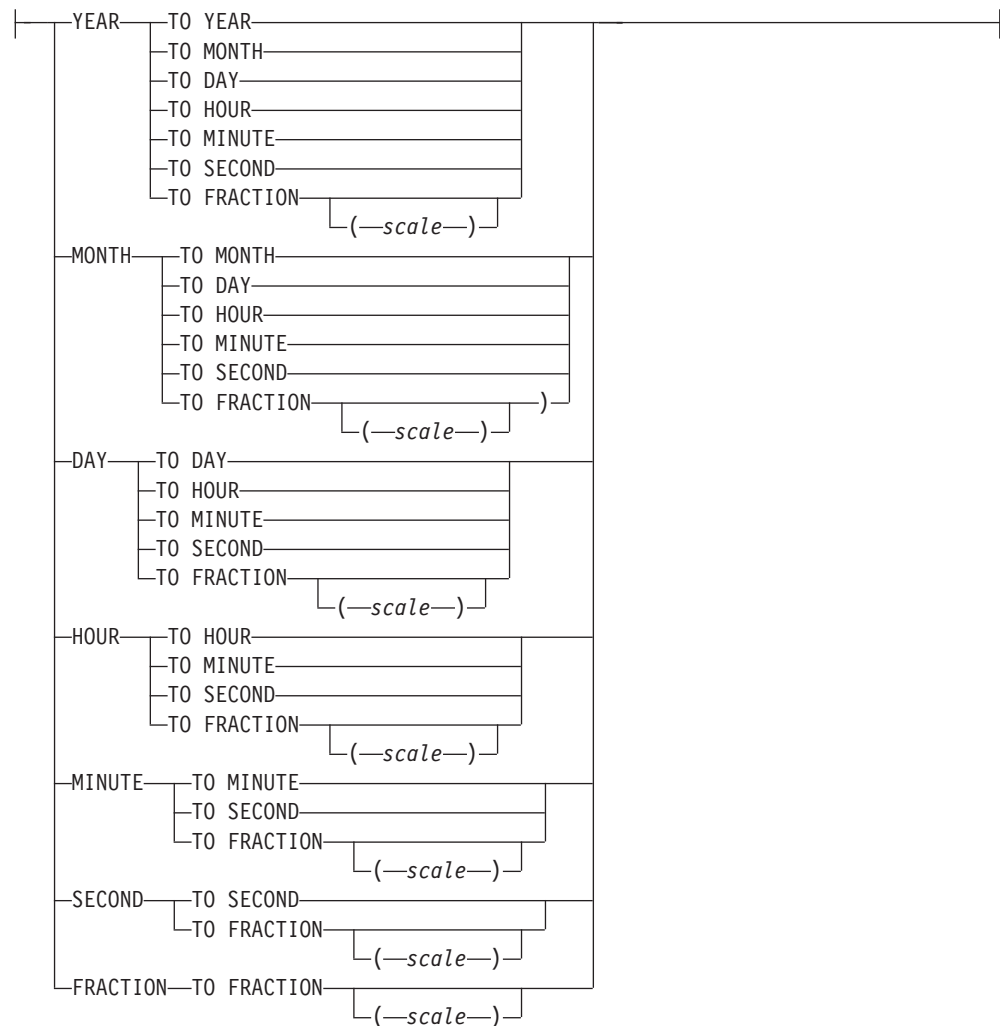 YEAR TO YEAR
TO MONTH
TO DAY
TO HOUR
TO MINUTE
TO SECOND
TO FRACTION
( scale )
MONTH TO MONTH
TO DAY
TO HOUR
TO MINUTE
TO SECOND
TO FRACTION )
( scale )
DAY TO DAY
TO HOUR
TO MINUTE
TO SECOND
TO FRACTION
( scale )
HOUR TO HOUR
TO MINUTE
TO SECOND
TO FRACTION
( scale )
MINUTE TO MINUTE
TO SECOND
TO FRACTION
( scale )
SECOND TO SECOND
TO FRACTION
( scale )
FRACTION TO FRACTION
( scale )